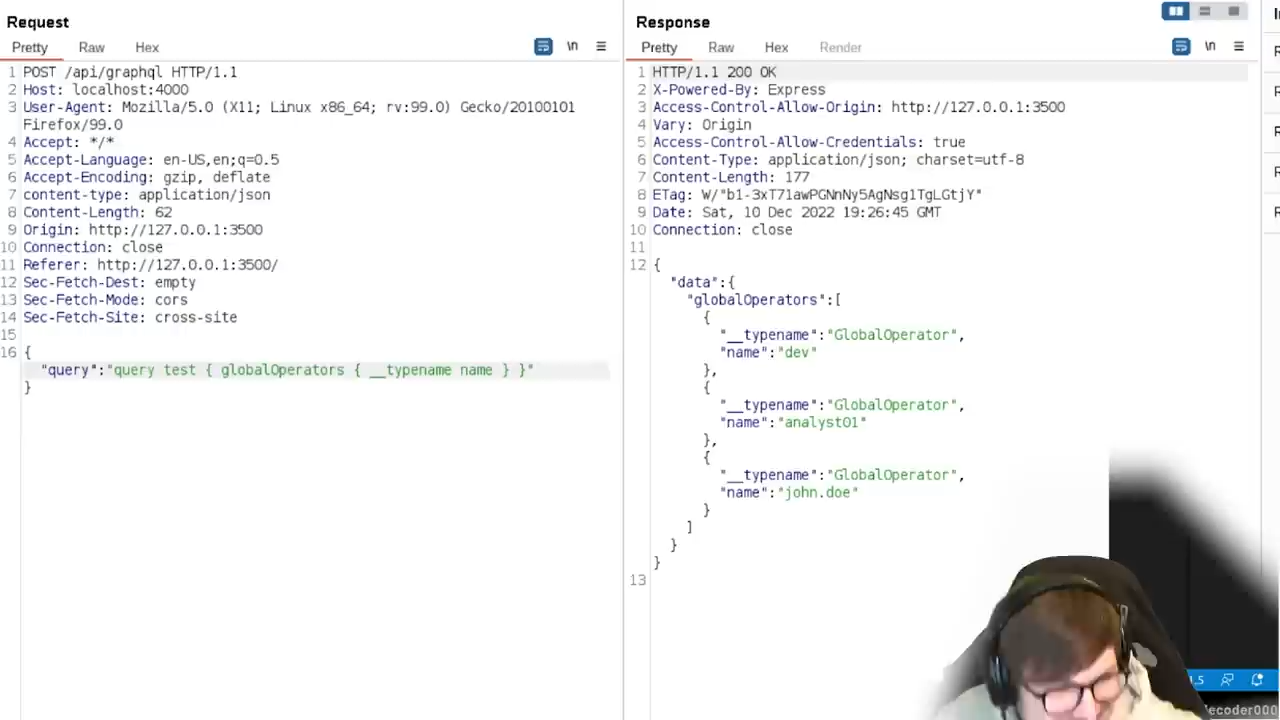 Request
Pretty Raw Hex
\n
1 POST /api/graphql HTTP/1.1
2 Host: localhost:4000
3 User-Agent: Mozilla/5.0 (X11; Linux x86_64; rv:99.0) Gecko/20100101
Firefox/99.0
4 Accept: */*
5 Accept-Language: en-US,en;q=0.5
6 Accept-Encoding: gzip, deflate
7 content-type: application/json
8 Content-Length: 62
9 Origin: http://127.0.0.1:3500
10 Connection: close
11 Referer: http://127.0.0.1:3500/
12 Sec-Fetch-Dest: empty
13 Sec-Fetch-Mode: cors
14 Sec-Fetch-Site: cross-site
15
16 {
"query":"query test { globalOperators { __typename name } }"
}
Response
Pretty Raw Hex Render
\n
1 HTTP/1.1 200 OK
2 X-Powered-By: Express
3 Access-Control-Allow-Origin: http://127.0.0.1:3500
4 Vary: Origin
5 Access-Control-Allow-Credentials: true
6 Content-Type: application/json; charset=utf-8
7 Content-Length: 177
8 ETag: W/"b1-3xT71awPGNnNy5AgNsg1TgLGtjY"
9 Date: Sat, 10 Dec 2022 19:26:45 GMT
10 Connection: close
11
12 {
"data":{
"globalOperators":[
{
"__typename":"GlobalOperator",
"name":"dev"
},
{
"__typename":"GlobalOperator",
"name":"analyst01"
},
{
"__typename":"GlobalOperator",
"name":"john.doe"
}
]
}
}
13